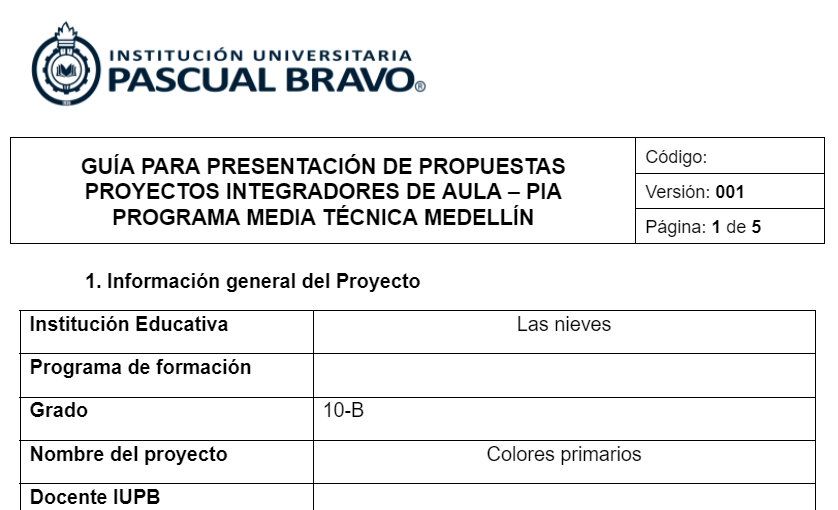 INSTITUCIÓN UNIVERSITARIA
PASCUAL BRAVO®
GUÍA PARA PRESENTACIÓN DE PROPUESTAS
PROYECTOS INTEGRADORES DE AULA – PIA
PROGRAMA MEDIA TÉCNICA MEDELLÍN
Código:
Versión: 001
Página: 1 de 5
1. Información general del Proyecto
Institución Educativa Las nieves
Programa de formación
Grado 10-B
Nombre del proyecto Colores primarios
Docente IUPB